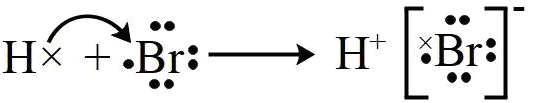 H× + Br H⁺ [×Br]⁻